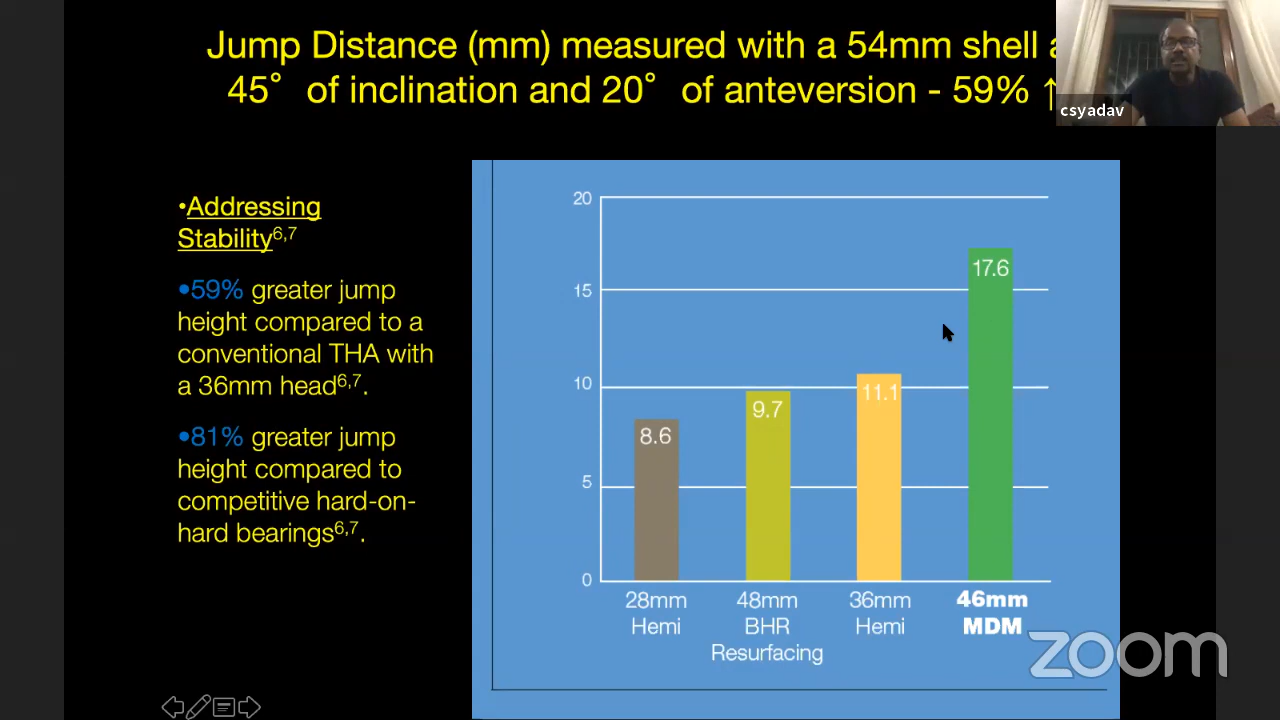 Jump Distance (mm) measured with a 54mm shell
45° of inclination and 20° of anteversion - 59% ↑
csyadav
•Addressing
Stability6,7
•59% greater jump
height compared to a
conventional THA with
a 36mm head6,7.
•81% greater jump
height compared to
competitive hard-on-
hard bearings6,7.
20
15
10
5
0
8.6
9.7
11.1
17.6
28mm
Hemi
48mm
BHR
Resurfacing
36mm
Hemi
46mm
MDM
zoom